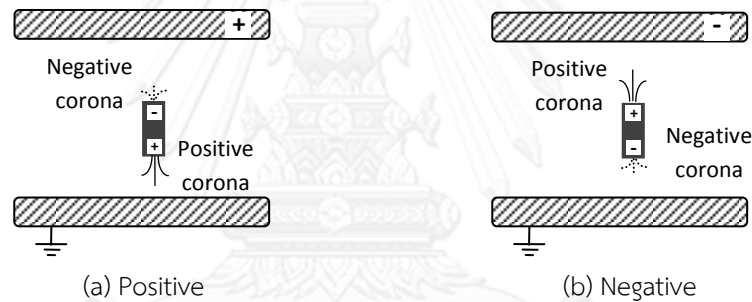 +
Negative
corona
-
+
Positive
corona
(a) Positive
-
Positive
corona
+
-
Negative
corona
(b) Negative